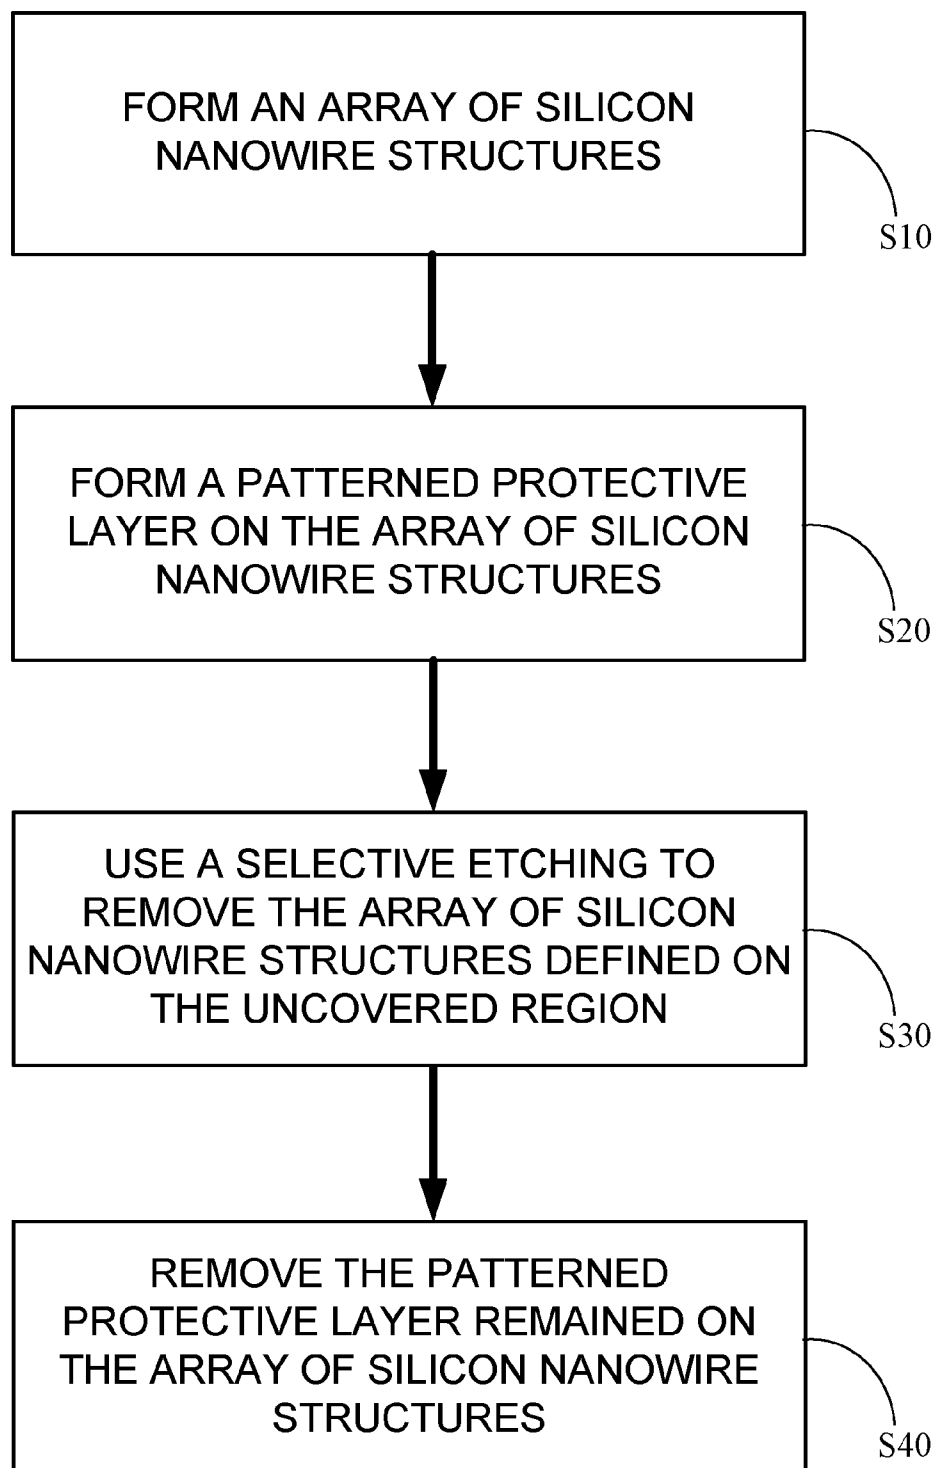 FORM AN ARRAY OF SILICON
NANOWIRE STRUCTURES
S10
FORM A PATTERNED PROTECTIVE
LAYER ON THE ARRAY OF SILICON
NANOWIRE STRUCTURES
S20
USE A SELECTIVE ETCHING TO
REMOVE THE ARRAY OF SILICON
NANOWIRE STRUCTURES DEFINED ON
THE UNCOVERED REGION
S30
REMOVE THE PATTERNED
PROTECTIVE LAYER REMAINED ON
THE ARRAY OF SILICON NANOWIRE
STRUCTURES
S40